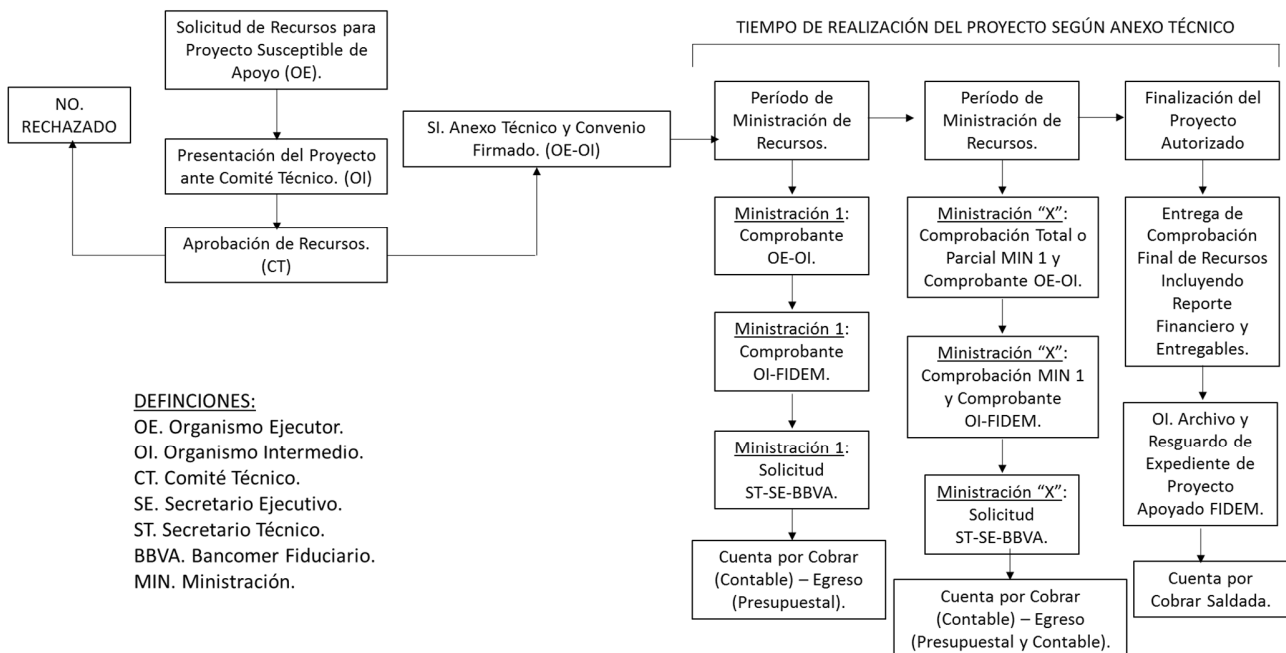 TIEMPO DE REALIZACIÓN DEL PROYECTO SEGÚN ANEXO TÉCNICO
Solicitud de Recursos para
Proyecto Susceptible de
Apoyo (OE).
NO.
RECHAZADO
Presentación del Proyecto
ante Comité Técnico. (OI)
Aprobación de Recursos.
(CT)
SI. Anexo Técnico y Convenio
Firmado. (OE-OI)
Período de
Ministración de
Recursos.
Ministración 1:
Comprobante
OE-OI.
Ministración 1:
Comprobante
OI-FIDEM.
Ministración 1:
Solicitud
ST-SE-BBVA.
Cuenta por Cobrar
(Contable) – Egreso
(Presupuestal).
Período de
Ministración de
Recursos.
Ministración “X”:
Comprobación Total o
Parcial MIN 1 y
Comprobante OE-OI.
Ministración “X”:
Comprobación MIN 1
y Comprobante
OI-FIDEM.
Ministración “X”:
Solicitud
ST-SE-BBVA.
Cuenta por Cobrar
(Contable) – Egreso
(Presupuestal y Contable).
Finalización del
Proyecto
Autorizado
Entrega de
Comprobación
Final de Recursos
Incluyendo
Reporte
Financiero y
Entregables.
OI. Archivo y
Resguardo de
Expediente de
Proyecto
Apoyado FIDEM.
Cuenta por
Cobrar Saldada.
DEFINCIONES:
OE. Organismo Ejecutor.
OI. Organismo Intermedio.
CT. Comité Técnico.
SE. Secretario Ejecutivo.
ST. Secretario Técnico.
BBVA. Bancomer Fiduciario.
MIN. Ministración.